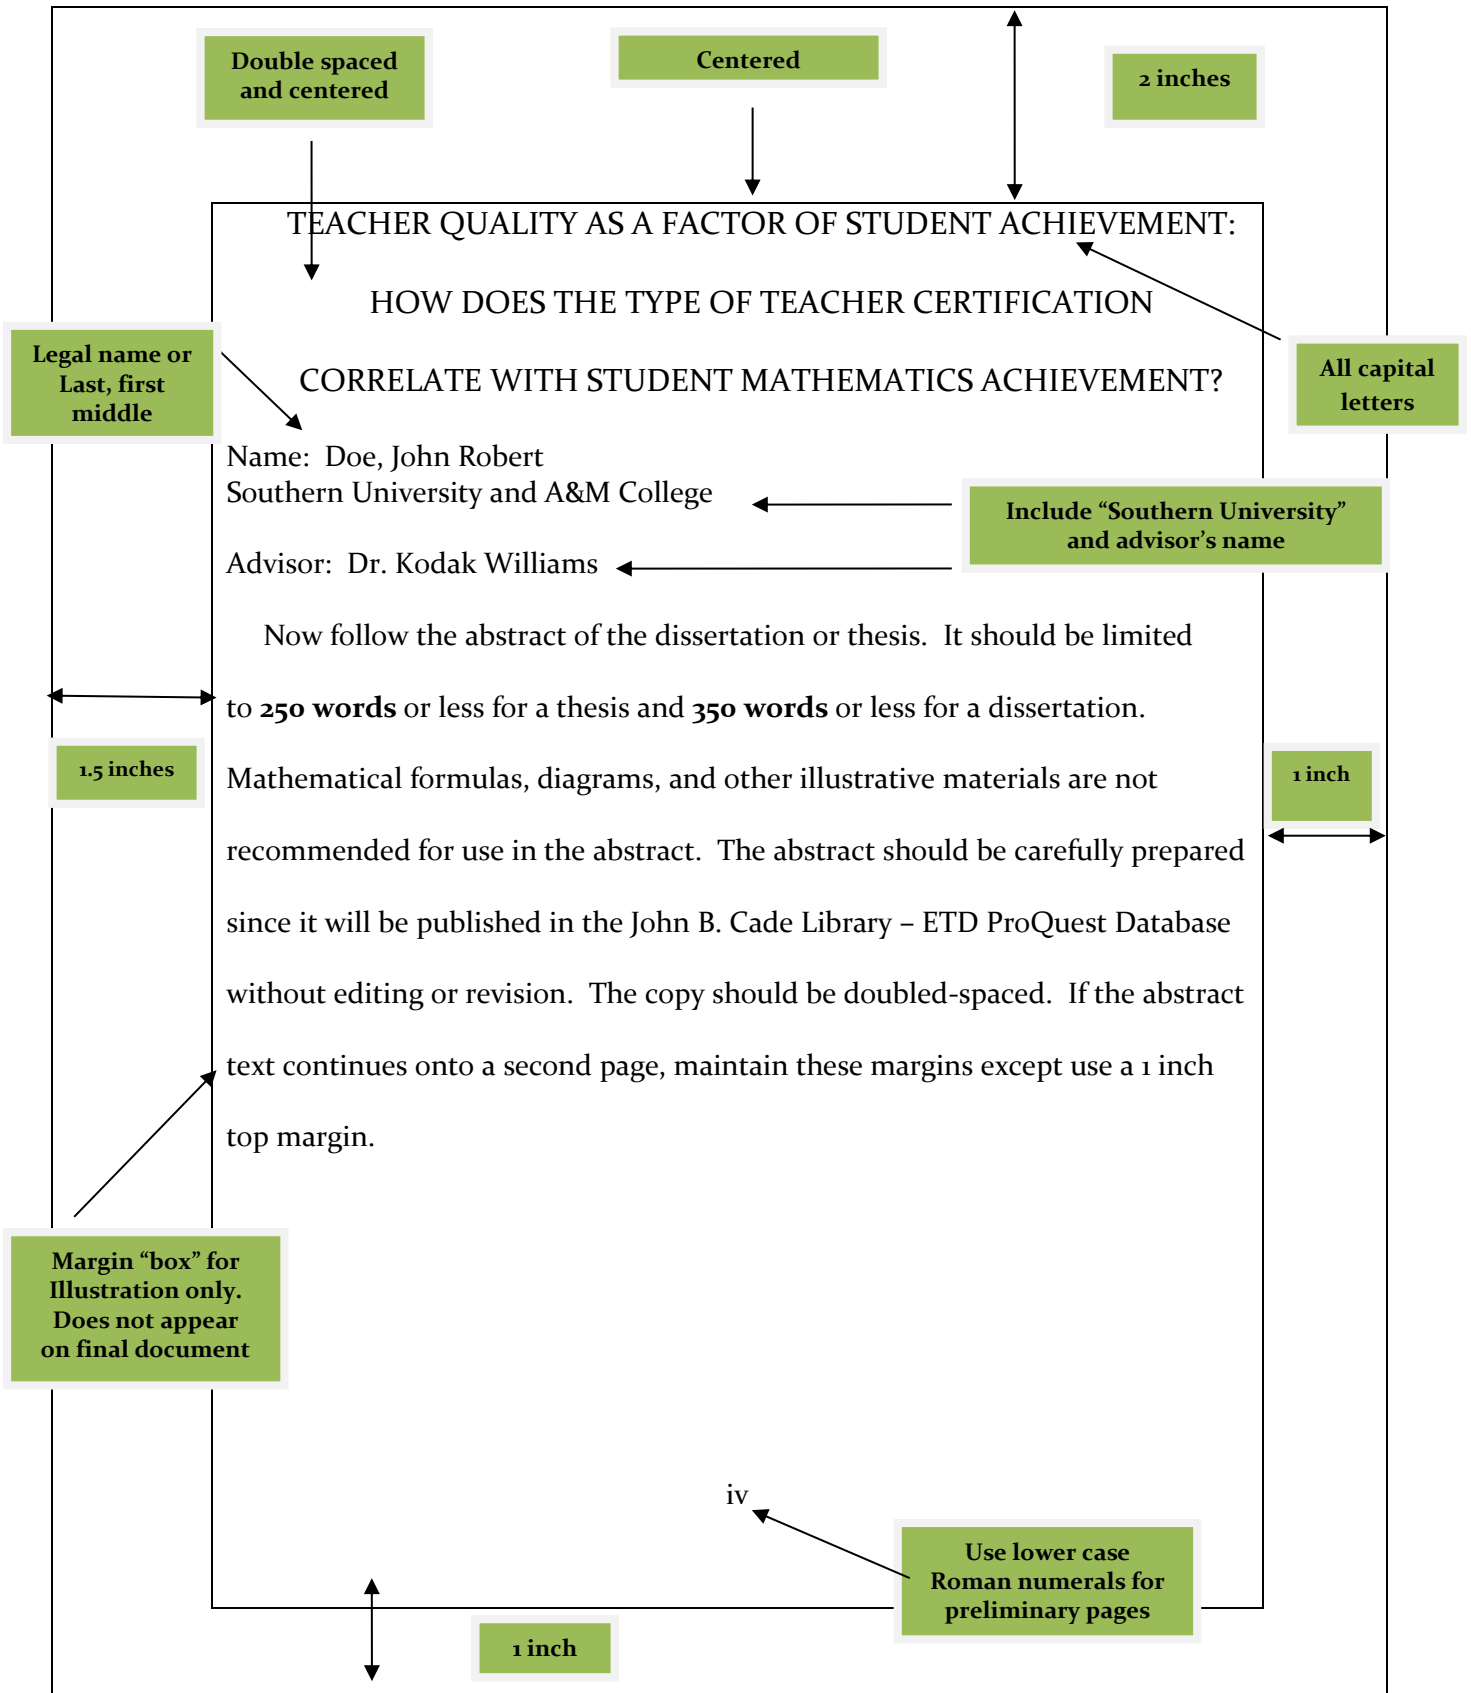 Double spaced
and centered
Centered
2 inches
TEACHER QUALITY AS A FACTOR OF STUDENT ACHIEVEMENT:
HOW DOES THE TYPE OF TEACHER CERTIFICATION
Legal name or
Last, first
middle
CORRELATE WITH STUDENT MATHEMATICS ACHIEVEMENT?
All capital
letters
Name:  Doe, John Robert
Southern University and A&M College
Include “Southern University”
and advisor’s name
Advisor:  Dr. Kodak Williams
Now follow the abstract of the dissertation or thesis.  It should be limited
to 250 words or less for a thesis and 350 words or less for a dissertation.
1.5 inches
1 inch
Mathematical formulas, diagrams, and other illustrative materials are not
recommended for use in the abstract.  The abstract should be carefully prepared
since it will be published in the John B. Cade Library – ETD ProQuest Database
without editing or revision.  The copy should be doubled-spaced.  If the abstract
text continues onto a second page, maintain these margins except use a 1 inch
top margin.
Margin “box” for
Illustration only.
Does not appear
on final document
iv
Use lower case
Roman numerals for
preliminary pages
1 inch